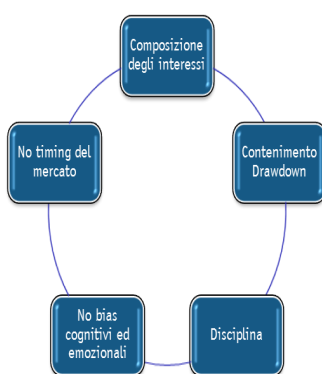 Composizione
degli interessi
No timing del
mercato
Contenimento
Drawdown
No bias
cognitivi ed
emozionali
Disciplina